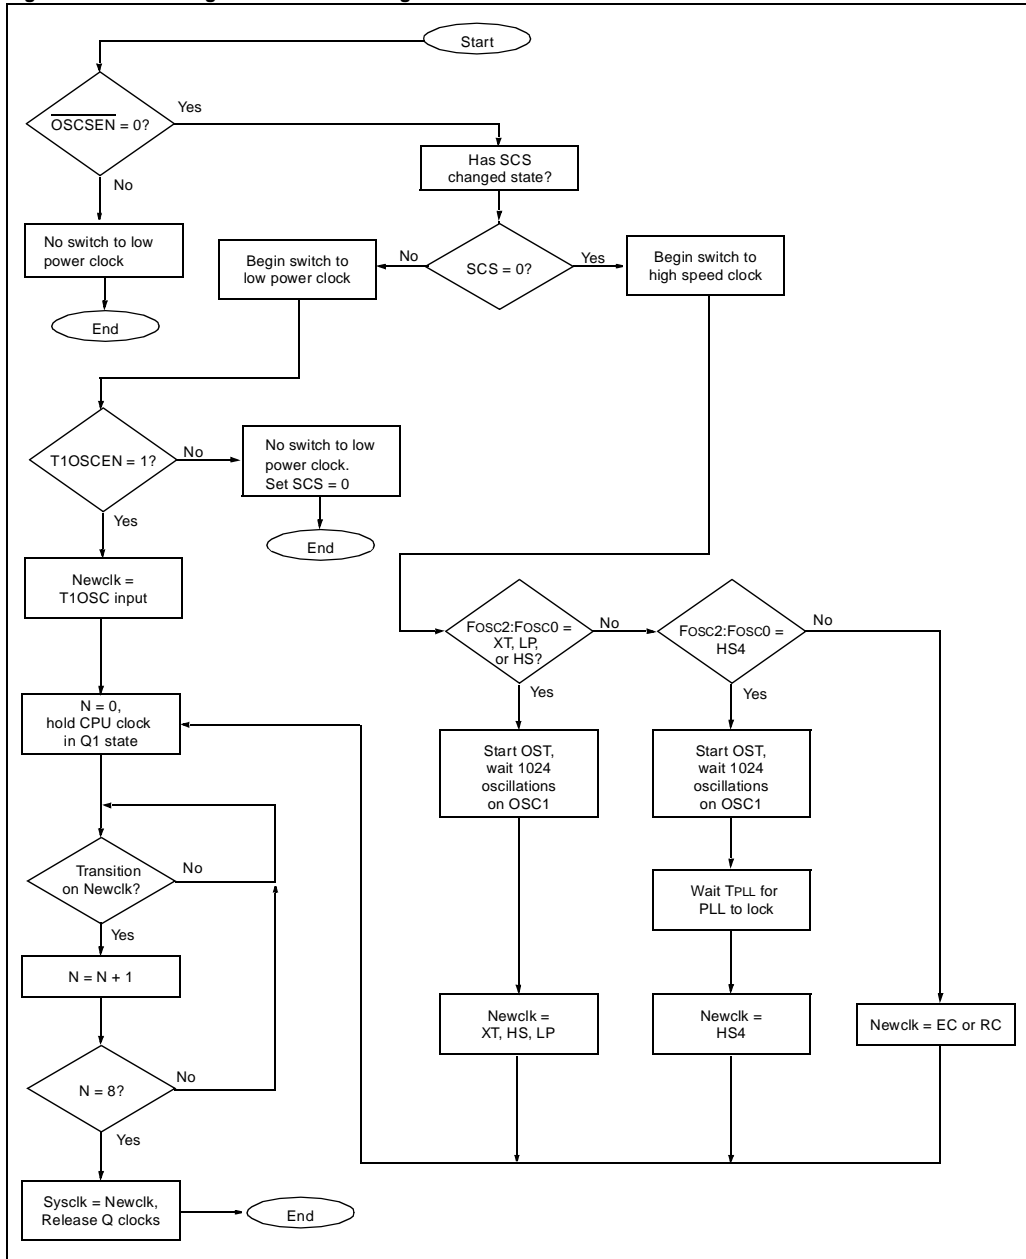 Start
OSCSEN = 0?
Yes
No
Has SCS
changed state?
No switch to low
power clock
End
Begin switch to
low power clock
No
SCS = 0?
Yes
Begin switch to
high speed clock
T1OSCEN = 1?
No
Yes
No switch to low
power clock.
Set SCS = 0
End
Newclk =
T1OSC input
FOSC2:FOSC0 =
XT, LP,
or HS?
No
Yes
FOSC2:FOSC0 =
HS4
No
Yes
N = 0,
hold CPU clock
in Q1 state
Start OST,
wait 1024
oscillations
on OSC1
Start OST,
wait 1024
oscillations
on OSC1
Transition
on Newclk?
No
Yes
Wait TPLL for
PLL to lock
N = N + 1
Newclk =
XT, HS, LP
Newclk =
HS4
Newclk = EC or RC
N = 8?
No
Yes
Sysclk = Newclk,
Release Q clocks
End